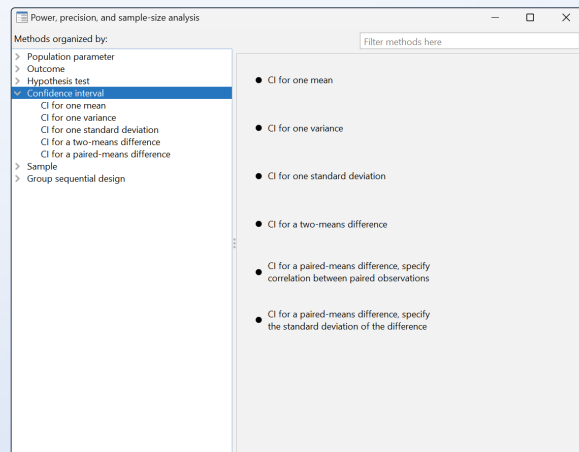 Power, precision, and sample-size analysis
Methods organized by:
Filter methods here
Population parameter
Outcome
Hypothesis test
Confidence interval
CI for one mean
CI for one variance
CI for one standard deviation
CI for a two-means difference
CI for a paired-means difference
Sample
Group sequential design
CI for one mean
CI for one variance
CI for one standard deviation
CI for a two-means difference
CI for a paired-means difference, specify
correlation between paired observations
CI for a paired-means difference, specify
the standard deviation of the difference